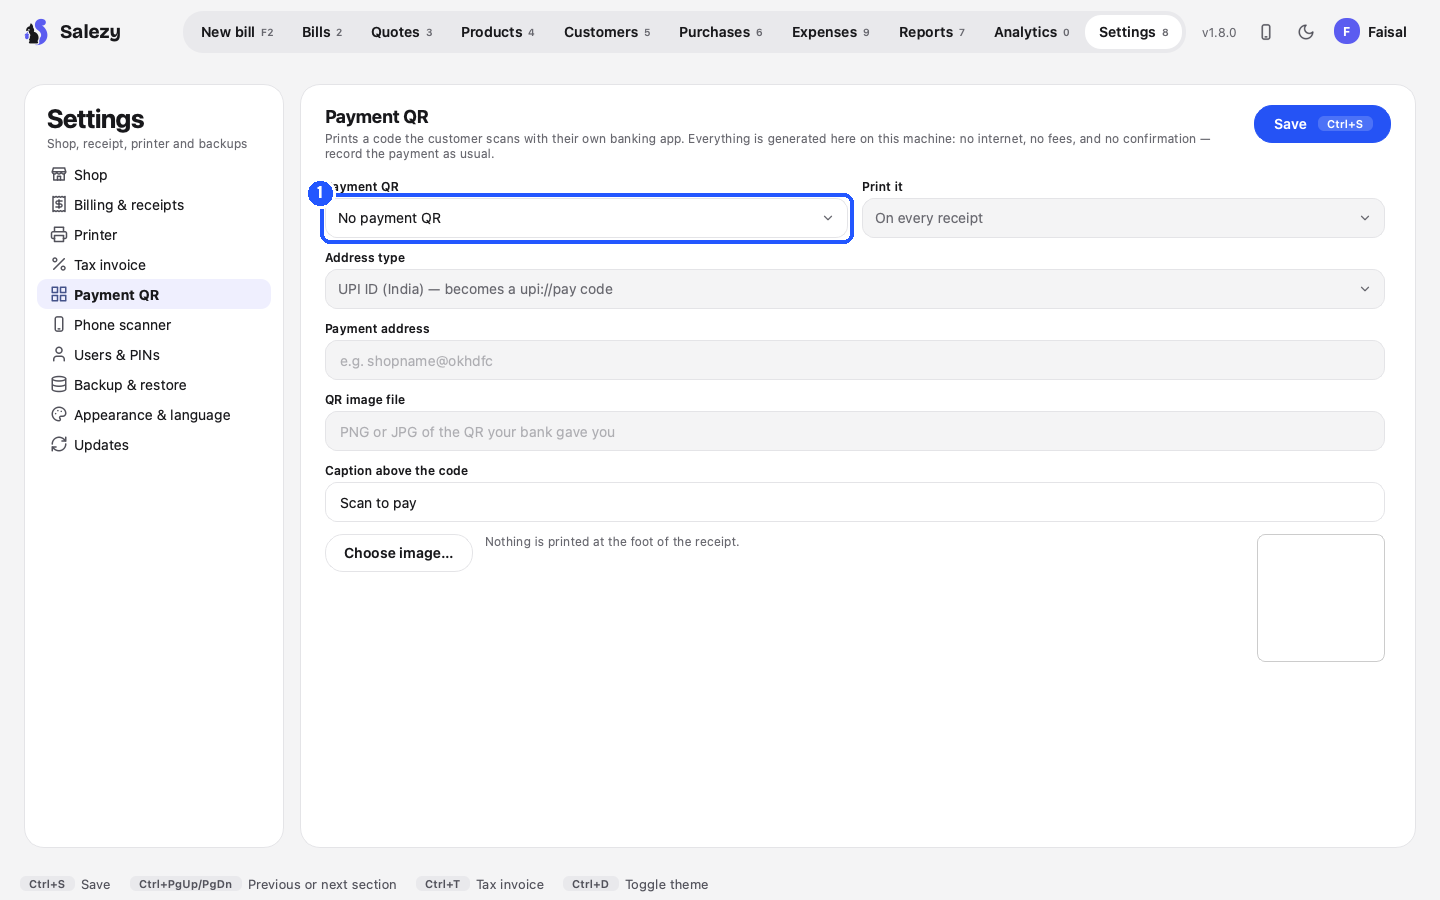 Salezy
New bill F2
Bills 2
Quotes 3
Products 4
Customers 5
Purchases 6
Expenses 9
Reports 7
Analytics 0
Settings 8
v1.8.0
F
Faisal
Settings
Shop, receipt, printer and backups
Shop
Billing & receipts
Printer
Tax invoice
Payment QR
Phone scanner
Users & PINs
Backup & restore
Appearance & language
Updates
Payment QR
Prints a code the customer scans with their own banking app. Everything is generated here on this machine: no internet, no fees, and no confirmation —
record the payment as usual.
Save Ctrl+S
1
ayment QR
No payment QR
Print it
On every receipt
Address type
UPI ID (India) — becomes a upi://pay code
Payment address
e.g. shopname@okhdfc
QR image file
PNG or JPG of the QR your bank gave you
Caption above the code
Scan to pay
Choose image...
Nothing is printed at the foot of the receipt.
Ctrl+S Save
Ctrl+PgUp/PgDn Previous or next section
Ctrl+T Tax invoice
Ctrl+D Toggle theme